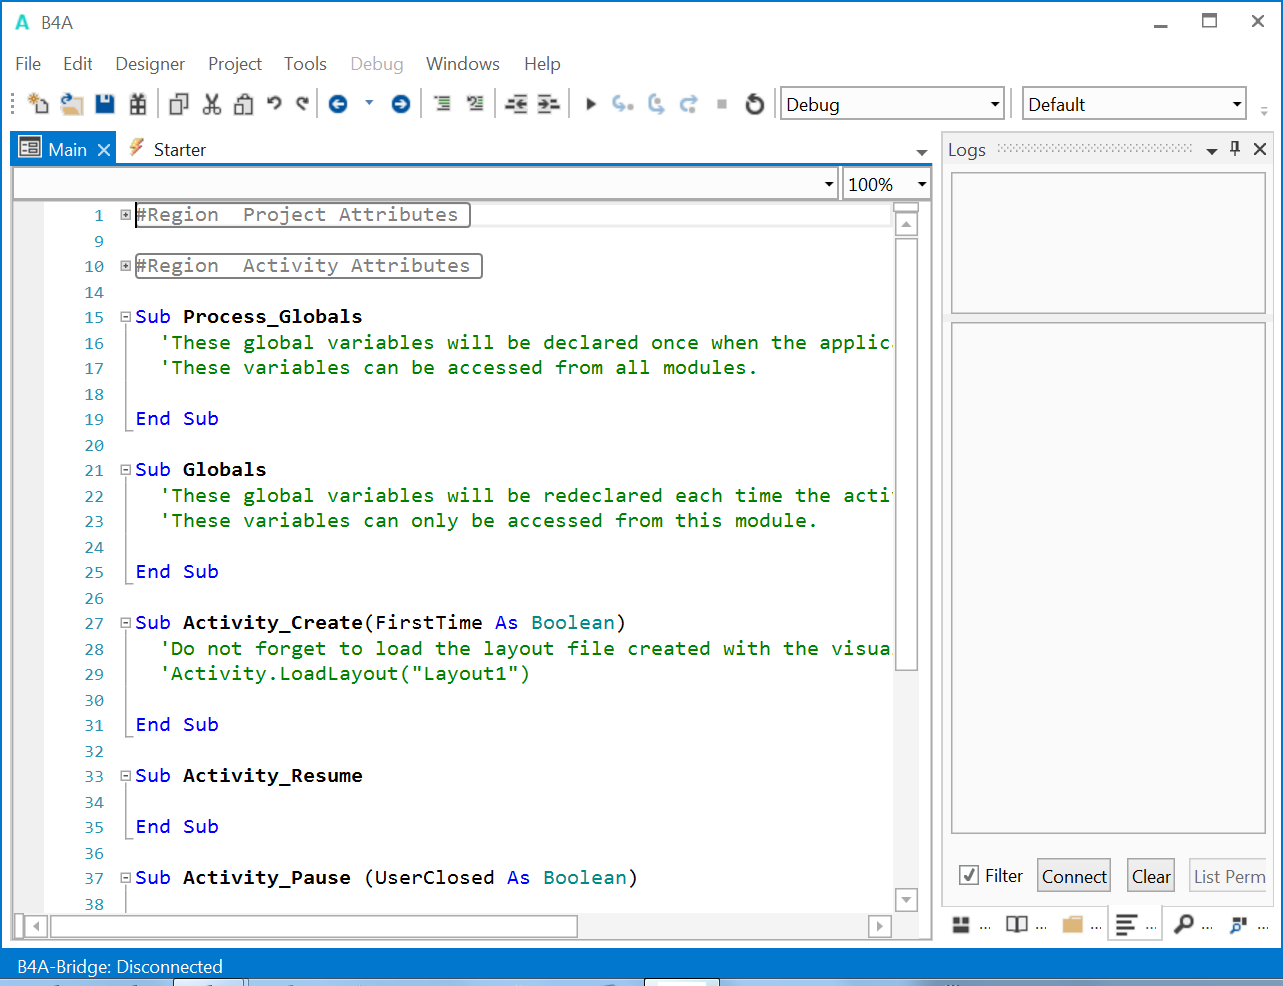 B4A
File Edit Designer Project Tools Debug Windows Help
Debug Default
Main Starter
Logs
100%
1 #Region  Project Attributes
9
10 #Region  Activity Attributes
14
15 Sub Process_Globals
16 'These global variables will be declared once when the applic
17 'These variables can be accessed from all modules.
18
19 End Sub
20
21 Sub Globals
22 'These global variables will be redeclared each time the acti
23 'These variables can only be accessed from this module.
24
25 End Sub
26
27 Sub Activity_Create(FirstTime As Boolean)
28 'Do not forget to load the layout file created with the visua
29 'Activity.LoadLayout("Layout1")
30
31 End Sub
32
33 Sub Activity_Resume
34
35 End Sub
36
37 Sub Activity_Pause (UserClosed As Boolean)
38
Filter Connect Clear List Perm
... ... ... ... ... ...
B4A-Bridge: Disconnected